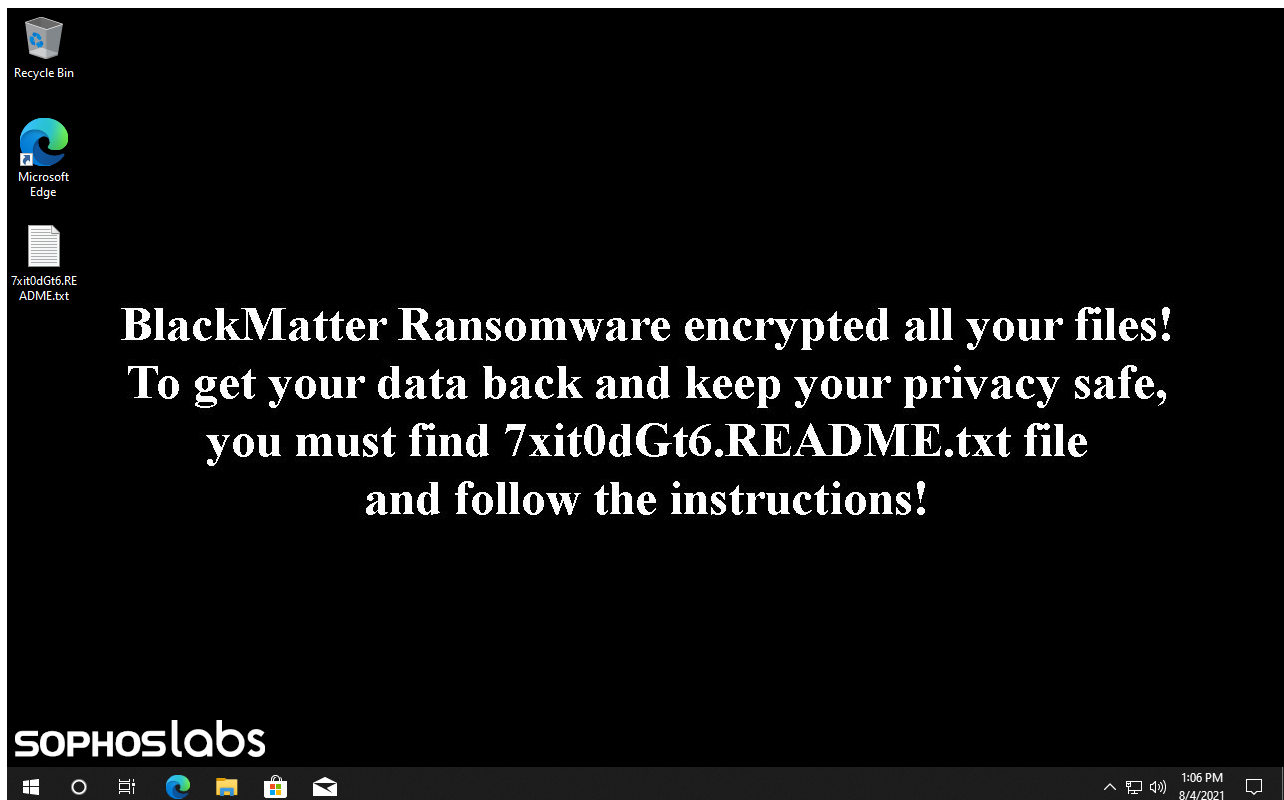 Recycle Bin
Microsoft
Edge
7xit0dGt6.RE
ADME.txt
BlackMatter Ransomware encrypted all your files!
To get your data back and keep your privacy safe,
you must find 7xit0dGt6.README.txt file
and follow the instructions!
SOPHOSlabs
1:06 PM
8/4/2021